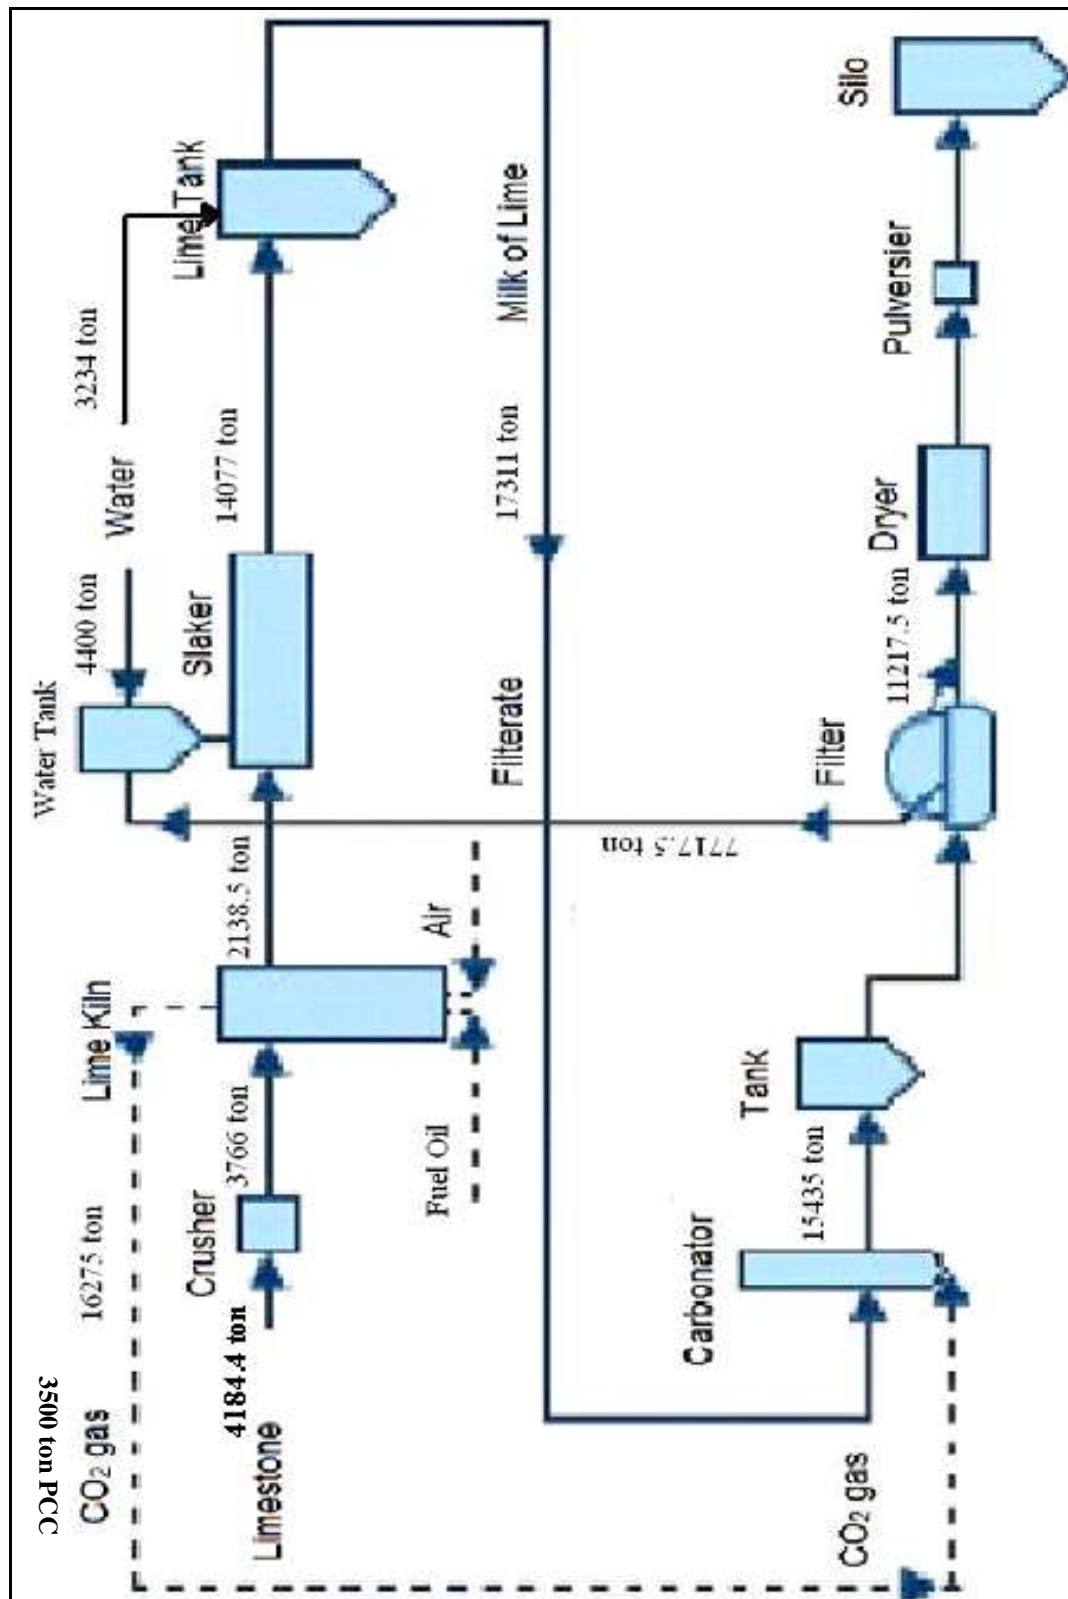 Limestone
4184.4 ton
Crusher
3766 ton
Lime Kiln
2138.5 ton
Slaker
14077 ton
Lime Tank
Water Tank
4400 ton
Water
3234 ton
CO₂ gas
16275 ton
3500 ton PCC
Fuel Oil
Air
Filterate
7717.5 ton
17311 ton
Milk of Lime
CO₂ gas
Carbonator
15435 ton
Tank
Filter
11217.5 ton
Dryer
Pulversier
Silo